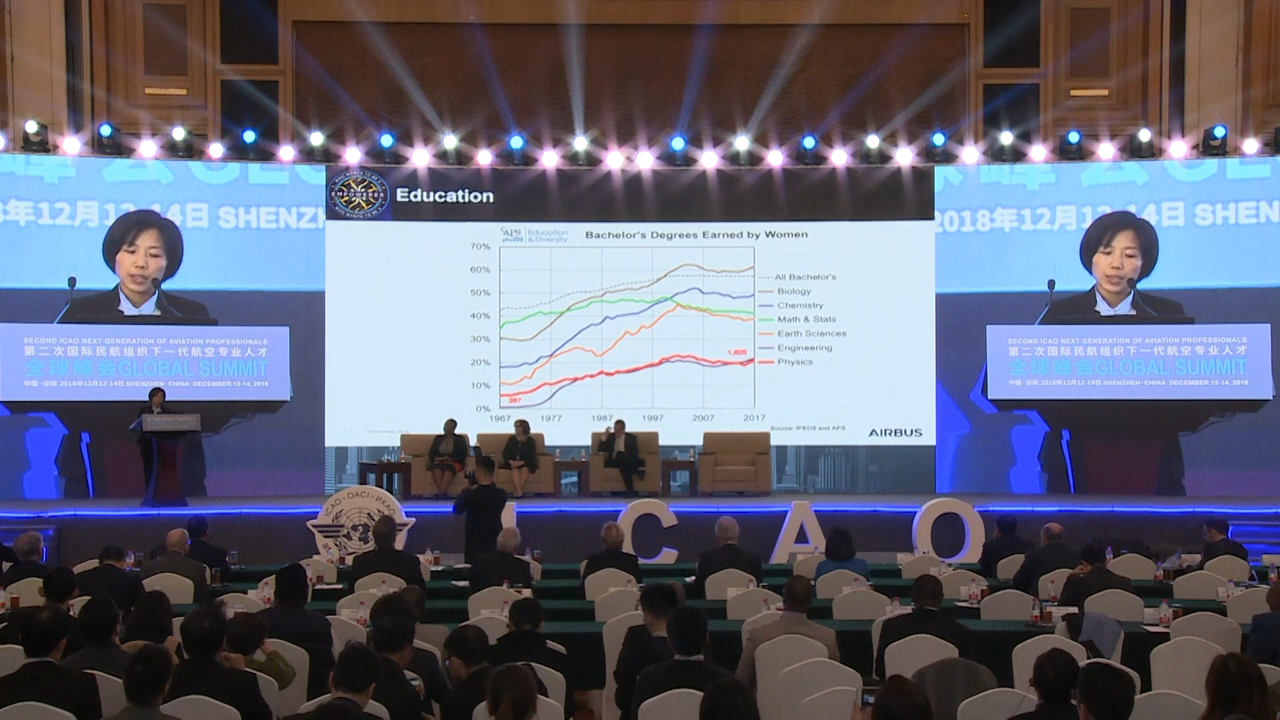 8年12月12-14日 SHENZH
2018年12月12-14日 SHEN
EMPOWERER
Education
APS
Education
& Diversity
Bachelor's Degrees Earned by Women
70%
60%
50%
40%
30%
20%
10%
0%
1967
1977
1987
1997
2007
2017
267
1,825
All Bachelor's
Biology
Chemistry
Math & Stats
Earth Sciences
Engineering
Physics
Source: IPEDS and APS
AIRBUS
SECOND ICAO NEXT GENERATION OF AVIATION PROFESSIONALS
第二次国际民航组织下一代航空专业人才
全球峰会GLOBAL SUMMIT
中国·深圳 2018年12月12-14日 SHENZHEN·CHINA DECEMBER 12-14, 2018
SECOND ICAO NEXT GENERATION OF AVIATION PROFESSIONALS
第二次国际民航组织下一代航空专业人才
全球峰会GLOBAL SUMMIT
中国·深圳 2018年12月12-14日 SHENZHEN·CHINA DECEMBER 12-14, 2018
ICAO · OACI · ИКАО
I C A O